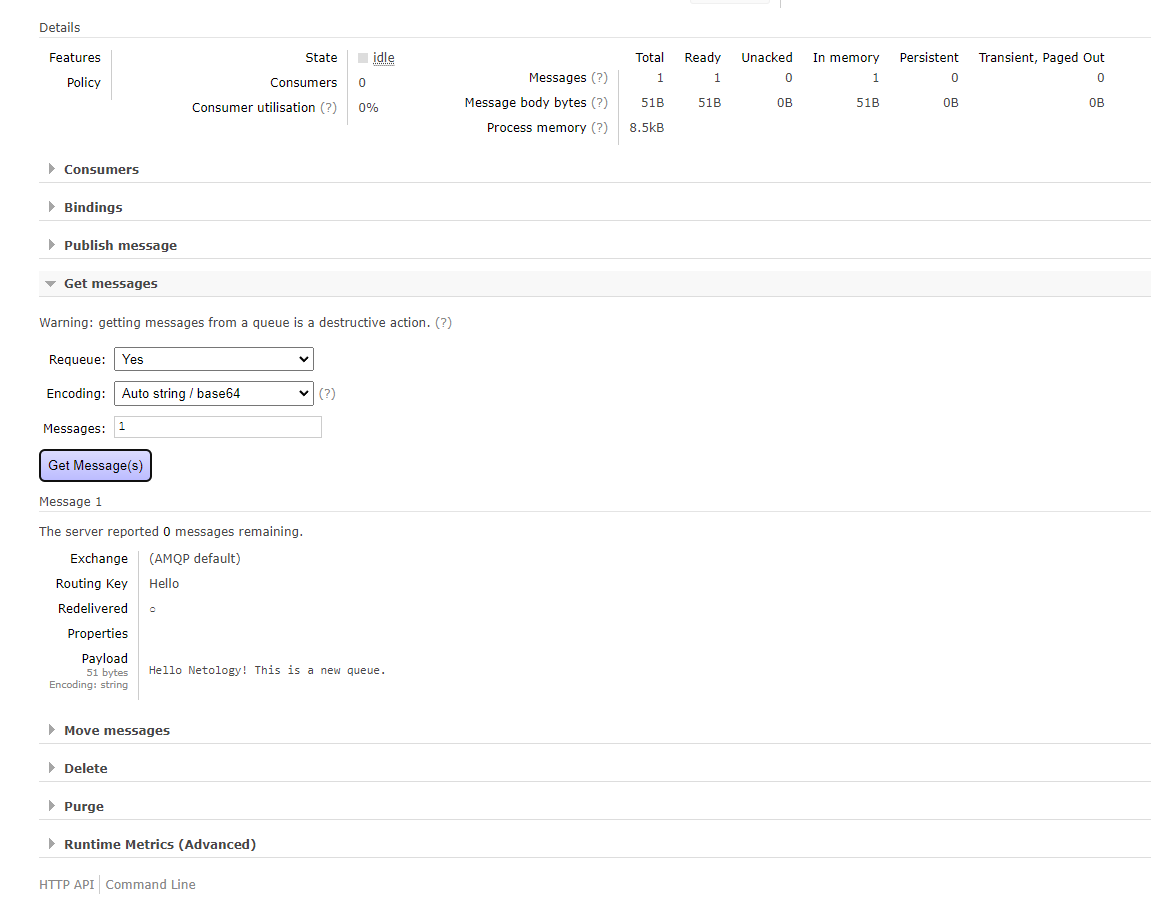 Details
Features
Policy
State idle
Consumers 0
Consumer utilisation (?) 0%
Total Ready Unacked In memory Persistent Transient, Paged Out
Messages (?) 1 1 0 1 0 0
Message body bytes (?) 51B 51B 0B 51B 0B 0B
Process memory (?) 8.5kB
Consumers
Bindings
Publish message
Get messages
Warning: getting messages from a queue is a destructive action. (?)
Requeue: Yes
Encoding: Auto string / base64 (?)
Messages: 1
Get Message(s)
Message 1
The server reported 0 messages remaining.
Exchange (AMQP default)
Routing Key Hello
Redelivered ○
Properties
Payload
51 bytes
Encoding: string
Hello Netology! This is a new queue.
Move messages
Delete
Purge
Runtime Metrics (Advanced)
HTTP API Command Line